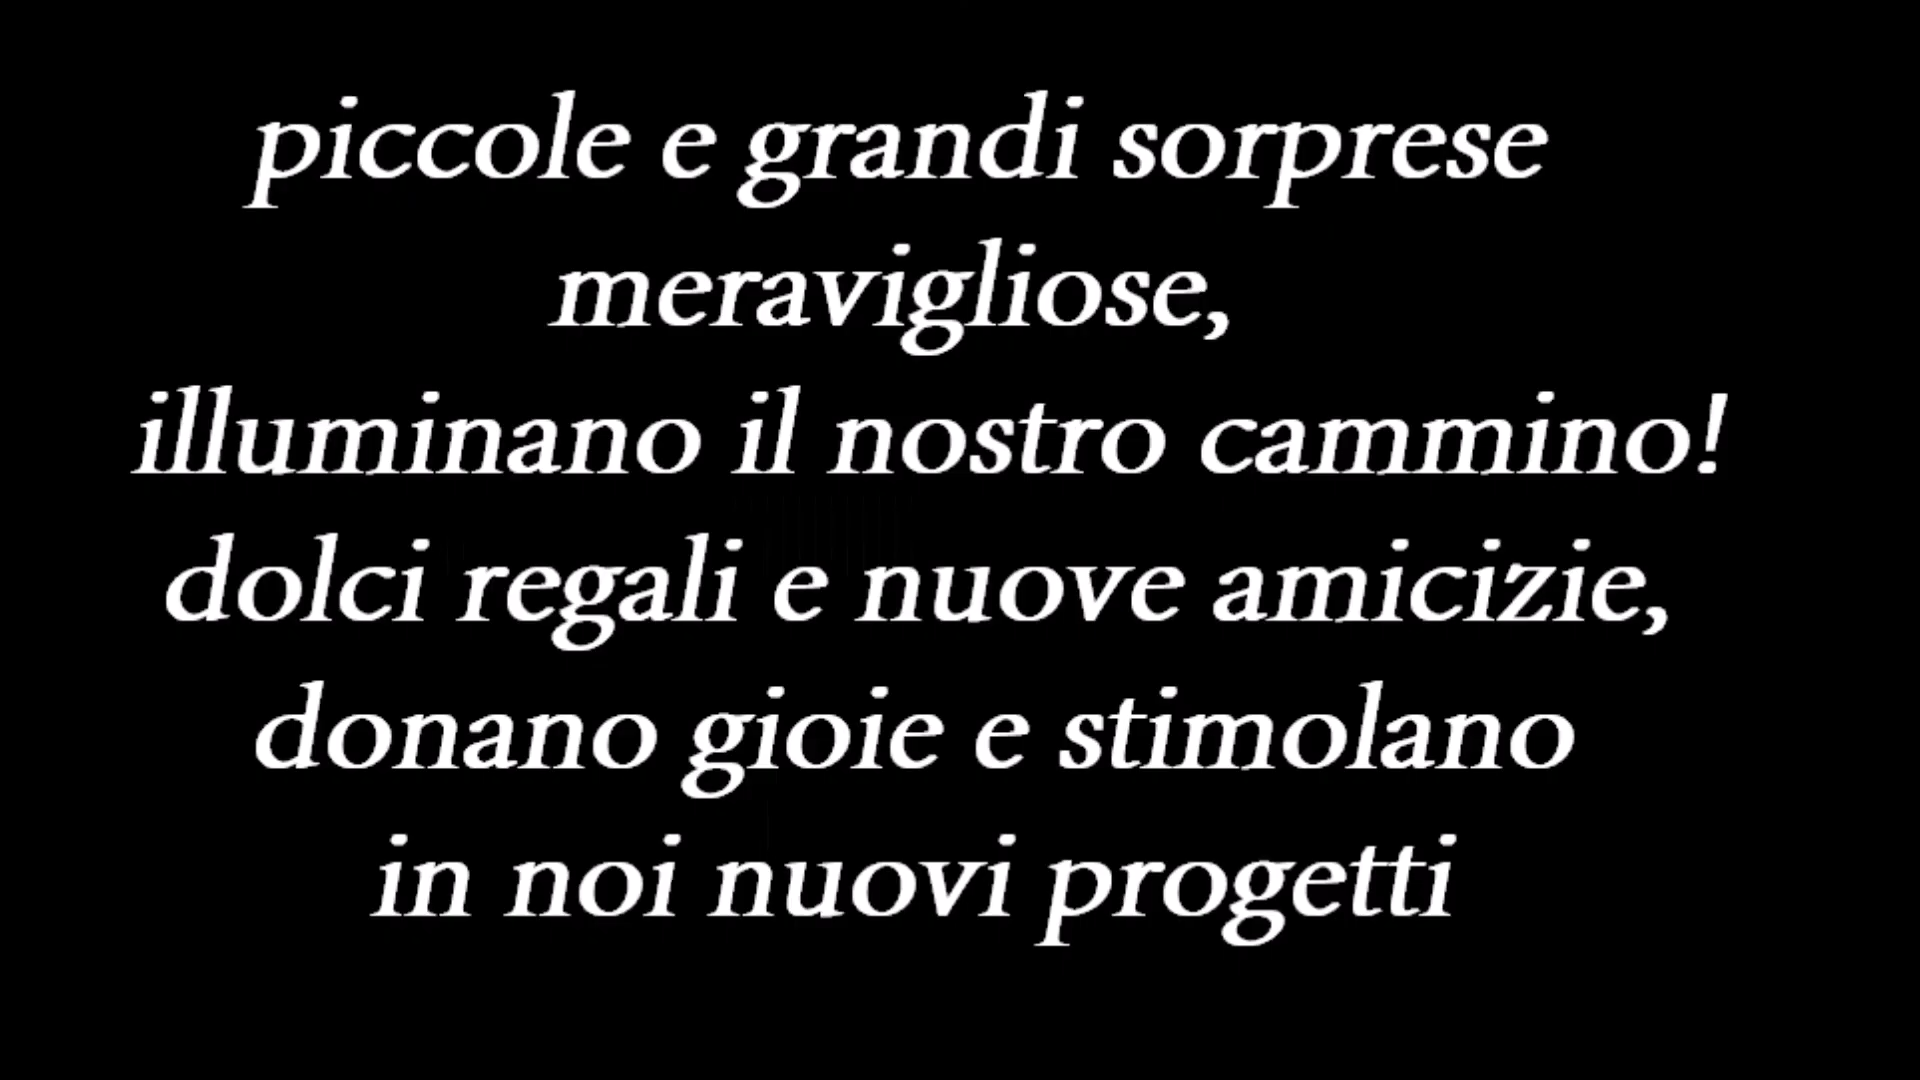 piccole e grandi sorprese
meravigliose,
illuminano il nostro cammino!
dolci regali e nuove amicizie,
donano gioie e stimolano
in noi nuovi progetti